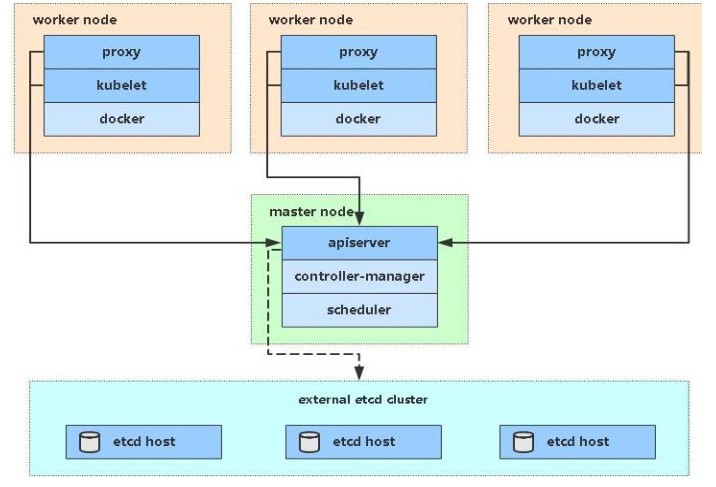 worker node
worker node
worker node
proxy
kubelet
docker
proxy
kubelet
docker
proxy
kubelet
docker
master node
apiserver
controller-manager
scheduler
external etcd cluster
etcd host
etcd host
etcd host